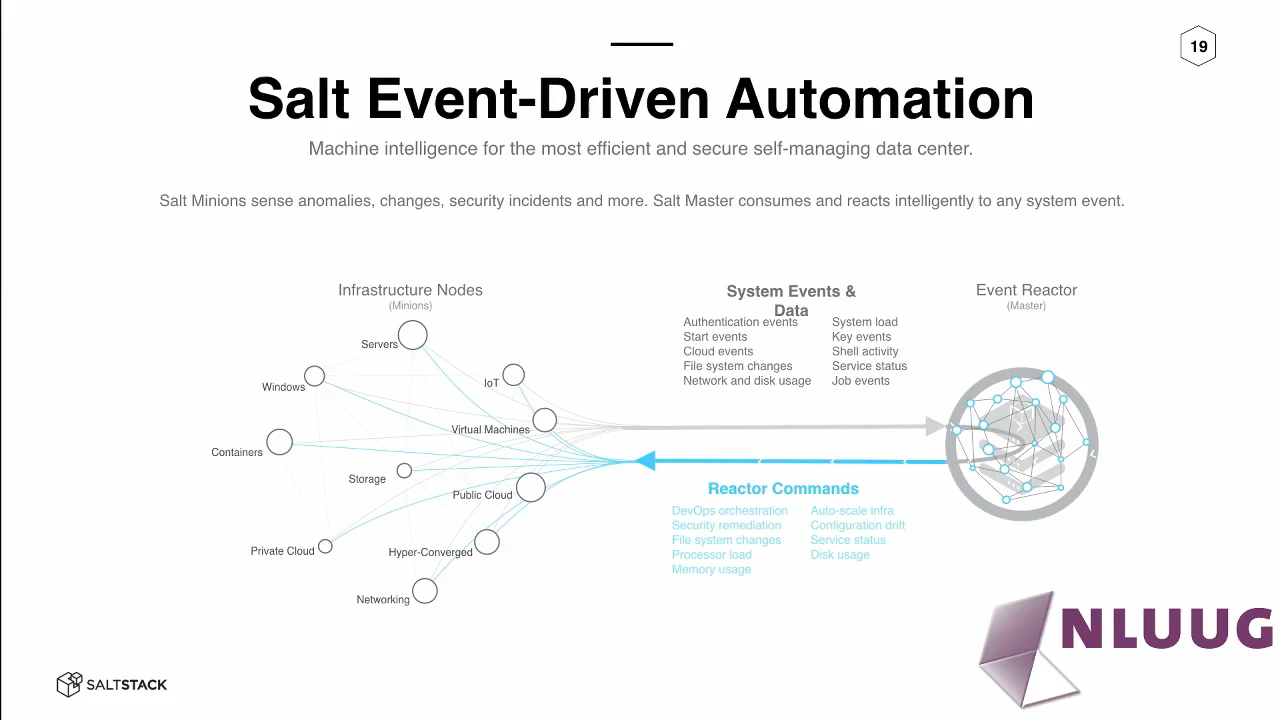 19
Salt Event-Driven Automation
Machine intelligence for the most efficient and secure self-managing data center.
Salt Minions sense anomalies, changes, security incidents and more. Salt Master consumes and reacts intelligently to any system event.
Infrastructure Nodes
(Minions)
Servers
Windows
IoT
Virtual Machines
Containers
Storage
Public Cloud
Private Cloud
Hyper-Converged
Networking
System Events &
Data
Authentication events
Start events
Cloud events
File system changes
Network and disk usage
System load
Key events
Shell activity
Service status
Job events
Event Reactor
(Master)
Reactor Commands
DevOps orchestration
Security remediation
File system changes
Processor load
Memory usage
Auto-scale infra
Configuration drift
Service status
Disk usage
SALTSTACK
NLUUG